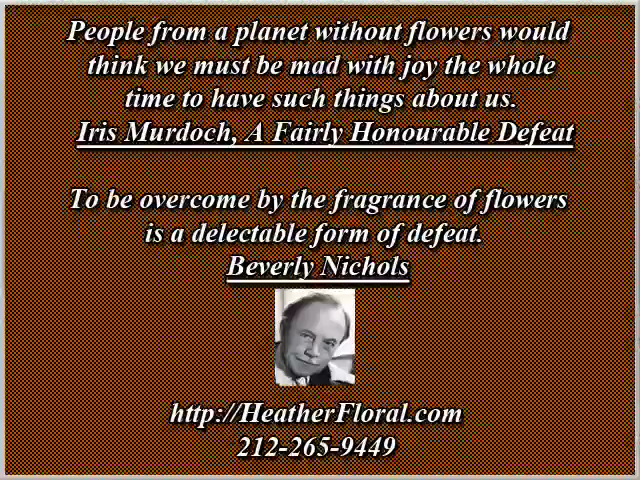 People from a planet without flowers would
think we must be mad with joy the whole
time to have such things about us.
Iris Murdoch, A Fairly Honourable Defeat
To be overcome by the fragrance of flowers
is a delectable form of defeat.
Beverly Nichols
http://HeatherFloral.com
212-265-9449